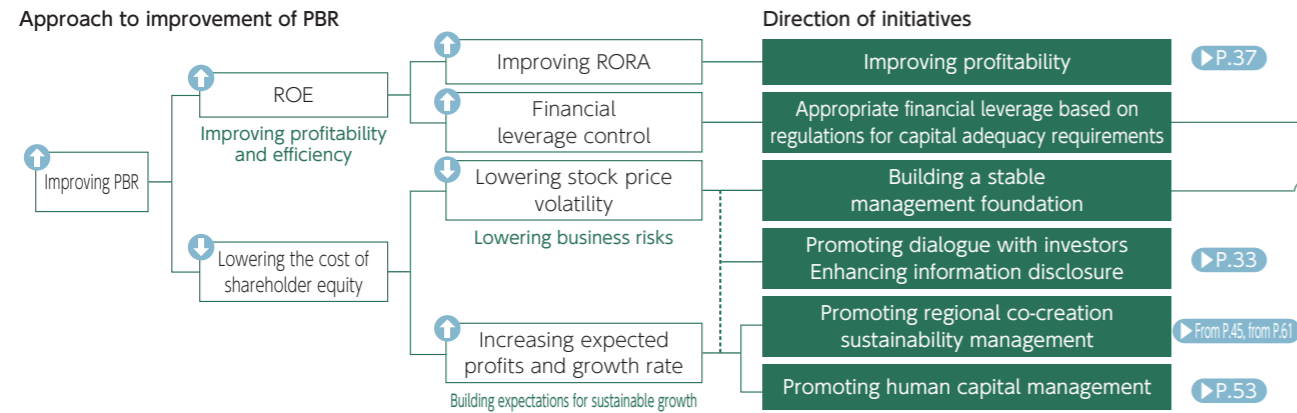 Approach to improvement of PBR
Direction of initiatives
Improving PBR
ROE
Improving profitability
and efficiency
Lowering the cost of
shareholder equity
Improving RORA
Financial
leverage control
Lowering stock price
volatility
Lowering business risks
Increasing expected
profits and growth rate
Building expectations for sustainable growth
Improving profitability
▶P.37
Appropriate financial leverage based on
regulations for capital adequacy requirements
Building a stable
management foundation
Promoting dialogue with investors
Enhancing information disclosure
▶P.33
Promoting regional co-creation
sustainability management
▶From P.45, from P.61
Promoting human capital management
▶P.53